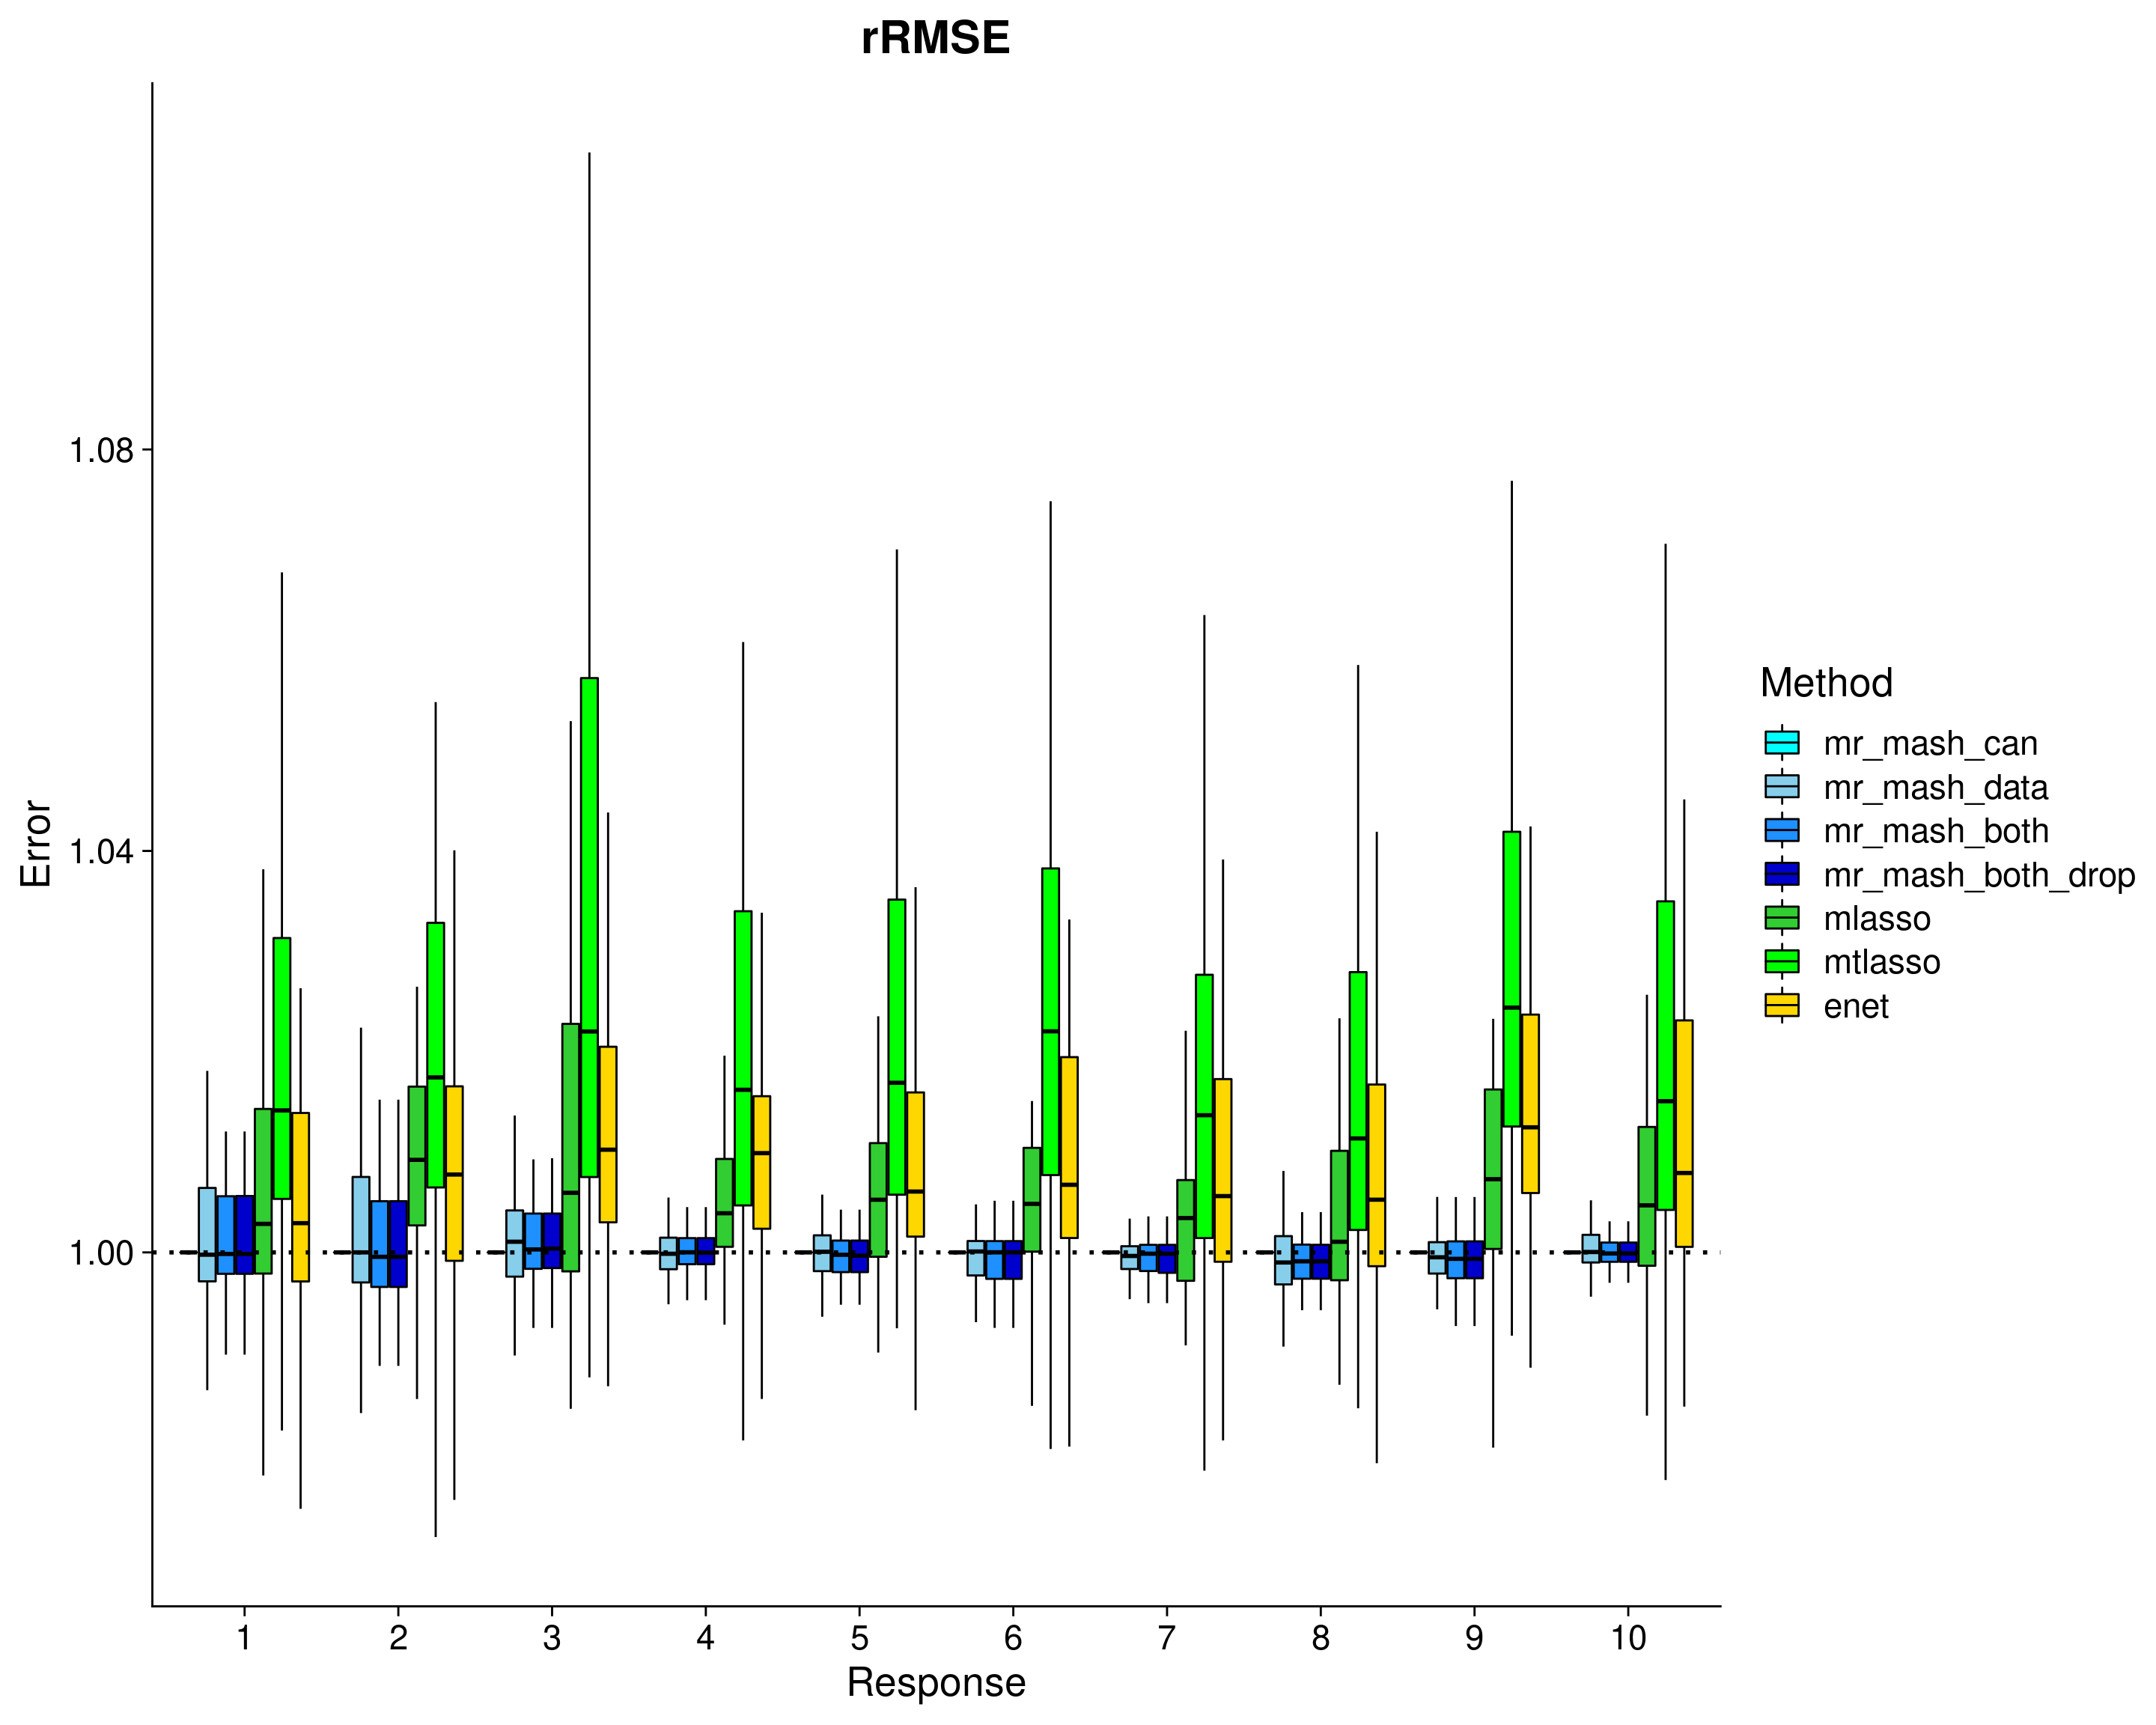 rRMSE
Error
1.08
1.04
1.00
1 2 3 4 5 6 7 8 9 10
Response
Method
mr_mash_can
mr_mash_data
mr_mash_both
mr_mash_both_drop
mlasso
mtlasso
enet